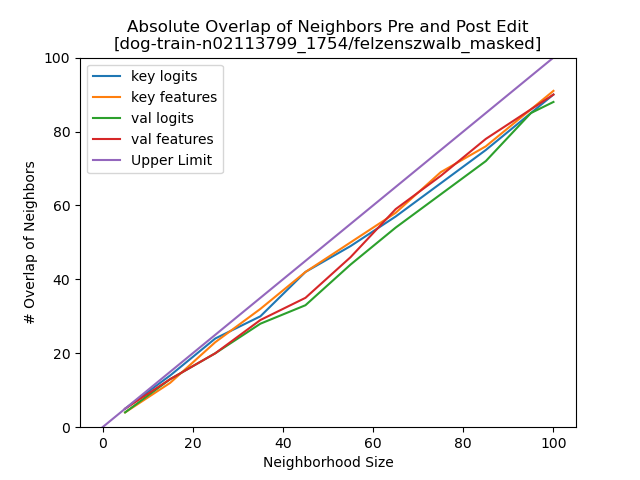 Absolute Overlap of Neighbors Pre and Post Edit
[dog-train-n02113799_1754/felzenszwalb_masked]
key logits
key features
val logits
val features
Upper Limit
100
80
60
40
20
0
# Overlap of Neighbors
0 20 40 60 80 100
Neighborhood Size